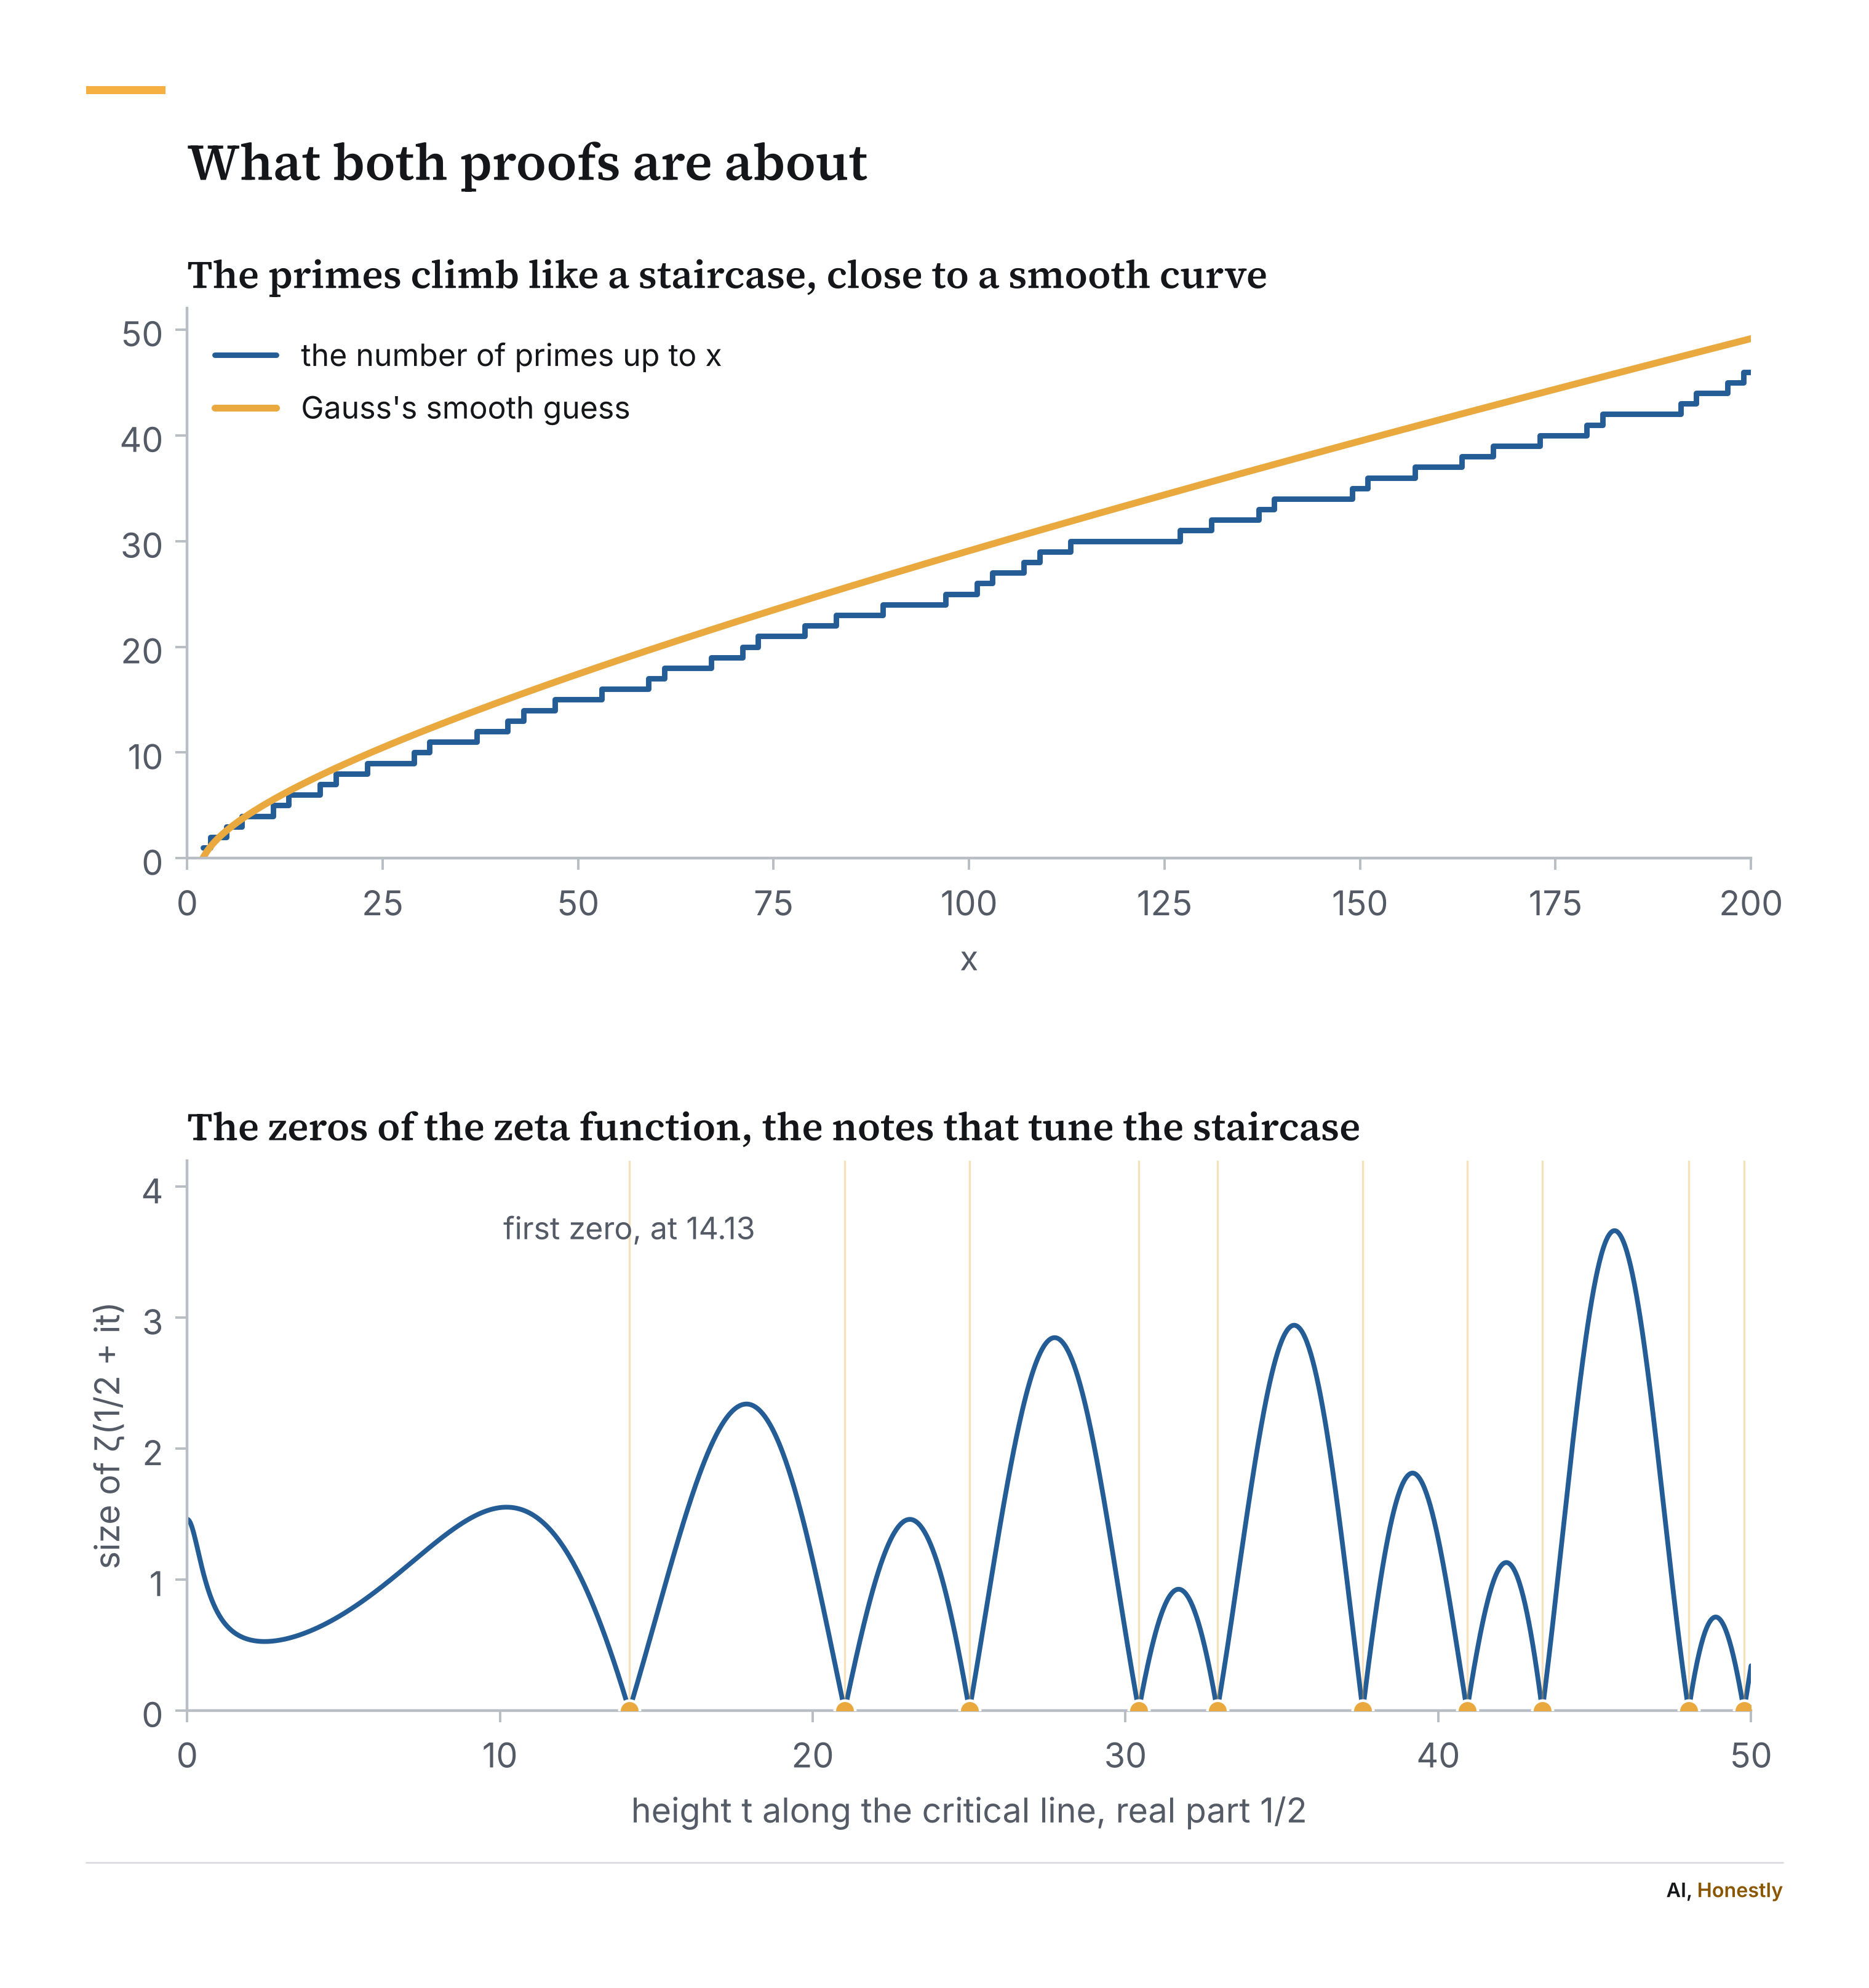 What both proofs are about
The primes climb like a staircase, close to a smooth curve
the number of primes up to x
Gauss's smooth guess
50
40
30
20
10
0
0 25 50 75 100 125 150 175 200
x
The zeros of the zeta function, the notes that tune the staircase
first zero, at 14.13
size of ζ(1/2 + it)
4
3
2
1
0
0 10 20 30 40 50
height t along the critical line, real part 1/2
AI, Honestly